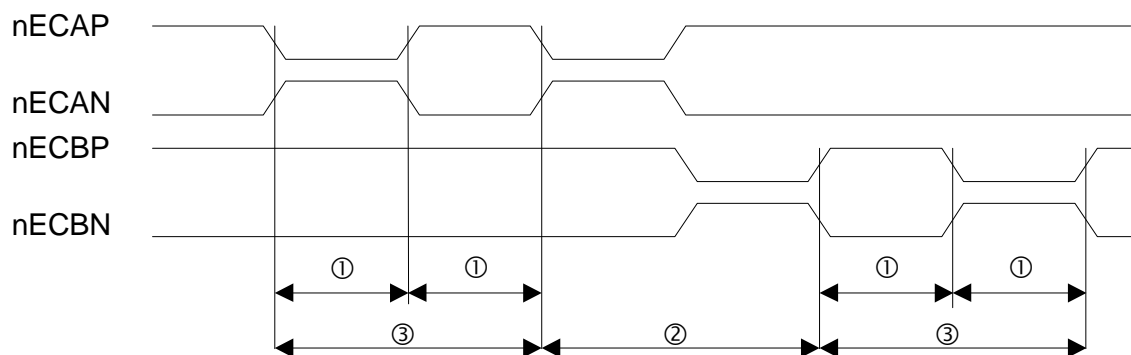 nECAP
nECAN
nECBP
nECBN
① ① ① ①
③ ② ③